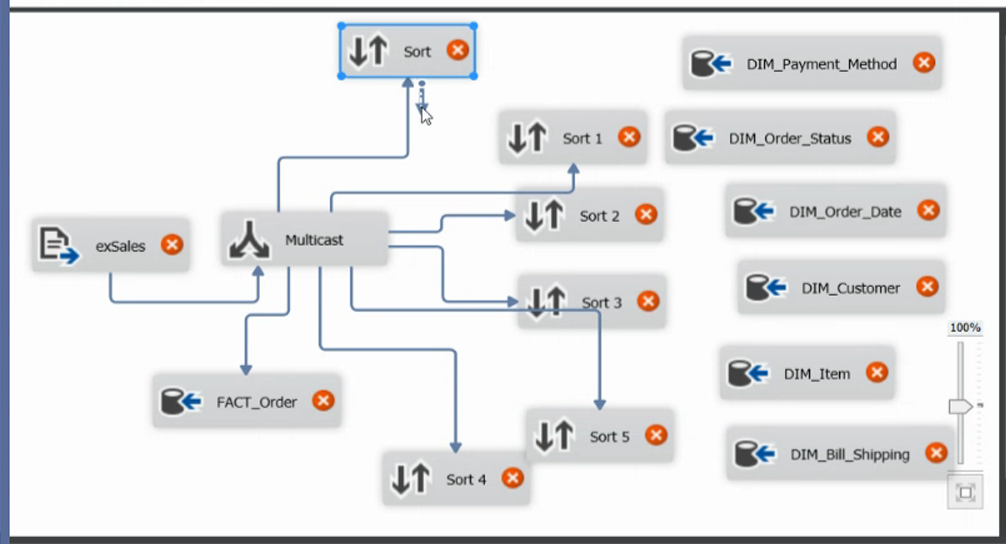 Sort
DIM_Payment_Method
Sort 1
DIM_Order_Status
Sort 2
DIM_Order_Date
exSales
Multicast
Sort 3
DIM_Customer
100%
FACT_Order
DIM_Item
Sort 5
DIM_Bill_Shipping
Sort 4